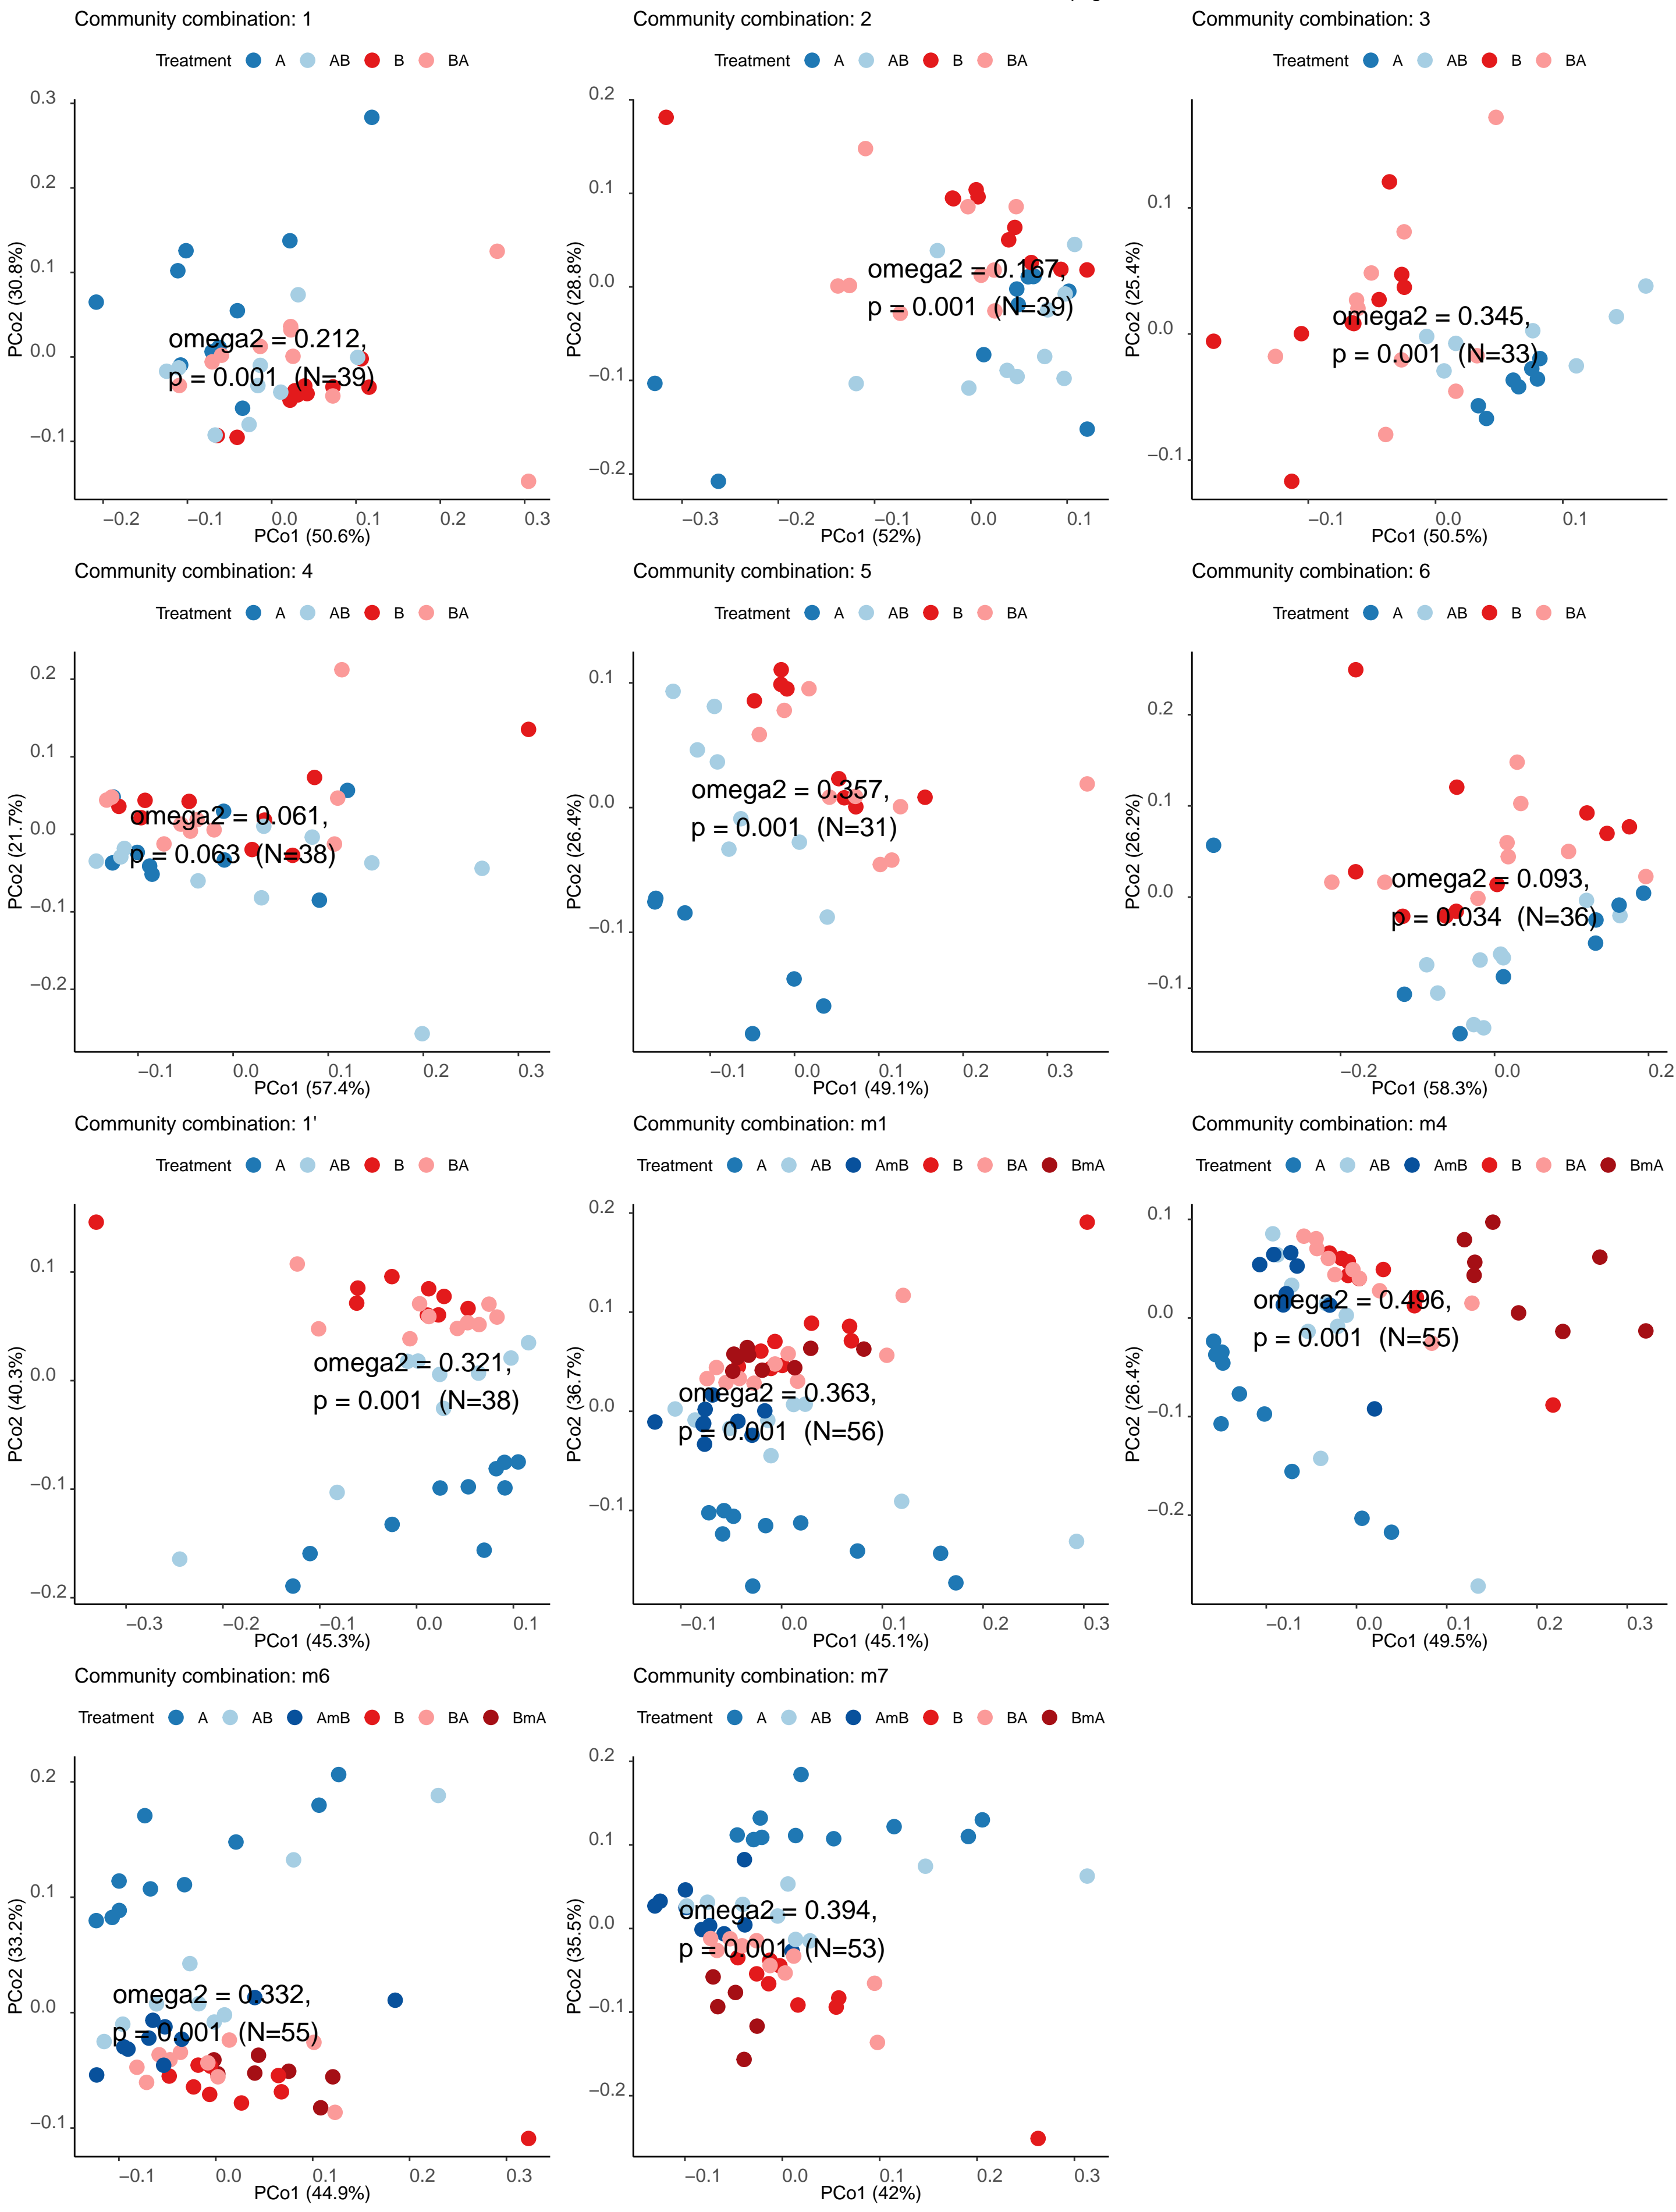 Community combination: 1
Treatment A AB B BA
0.3
0.2
0.1
0.0
−0.1
PCo2 (30.8%)
omega2 = 0.212,
p = 0.001 (N=39)
−0.2 −0.1 0.0 0.1 0.2 0.3
PCo1 (50.6%)
Community combination: 2
Treatment A AB B BA
0.2
0.1
0.0
−0.1
−0.2
PCo2 (28.8%)
omega2 = 0.167,
p = 0.001 (N=39)
−0.3 −0.2 −0.1 0.0 0.1
PCo1 (52%)
Community combination: 3
Treatment A AB B BA
0.1
0.0
−0.1
PCo2 (25.4%)
omega2 = 0.345,
p = 0.001 (N=33)
−0.1 0.0 0.1
PCo1 (50.5%)
Community combination: 4
Treatment A AB B BA
0.2
0.1
0.0
−0.1
−0.2
PCo2 (21.7%)
omega2 = 0.061,
p = 0.063 (N=38)
−0.1 0.0 0.1 0.2 0.3
PCo1 (57.4%)
Community combination: 5
Treatment A AB B BA
0.1
0.0
−0.1
PCo2 (26.4%)
omega2 = 0.357,
p = 0.001 (N=31)
−0.1 0.0 0.1 0.2 0.3
PCo1 (49.1%)
Community combination: 6
Treatment A AB B BA
0.2
0.1
0.0
−0.1
PCo2 (26.2%)
omega2 = 0.093,
p = 0.034 (N=36)
−0.2 0.0 0.2
PCo1 (58.3%)
Community combination: 1'
Treatment A AB B BA
0.1
0.0
−0.1
−0.2
PCo2 (40.3%)
omega2 = 0.321,
p = 0.001 (N=38)
−0.3 −0.2 −0.1 0.0 0.1
PCo1 (45.3%)
Community combination: m1
Treatment A AB AmB B BA BmA
0.2
0.1
0.0
−0.1
PCo2 (36.7%)
omega2 = 0.363,
p = 0.001 (N=56)
−0.1 0.0 0.1 0.2 0.3
PCo1 (45.1%)
Community combination: m4
Treatment A AB AmB B BA BmA
0.1
0.0
−0.1
−0.2
PCo2 (26.4%)
omega2 = 0.496,
p = 0.001 (N=55)
−0.1 0.0 0.1 0.2 0.3
PCo1 (49.5%)
Community combination: m6
Treatment A AB AmB B BA BmA
0.2
0.1
0.0
−0.1
PCo2 (33.2%)
omega2 = 0.332,
p = 0.001 (N=55)
−0.1 0.0 0.1 0.2 0.3
PCo1 (44.9%)
Community combination: m7
Treatment A AB AmB B BA BmA
0.2
0.1
0.0
−0.1
−0.2
PCo2 (35.5%)
omega2 = 0.394,
p = 0.001 (N=53)
−0.1 0.0 0.1 0.2 0.3
PCo1 (42%)